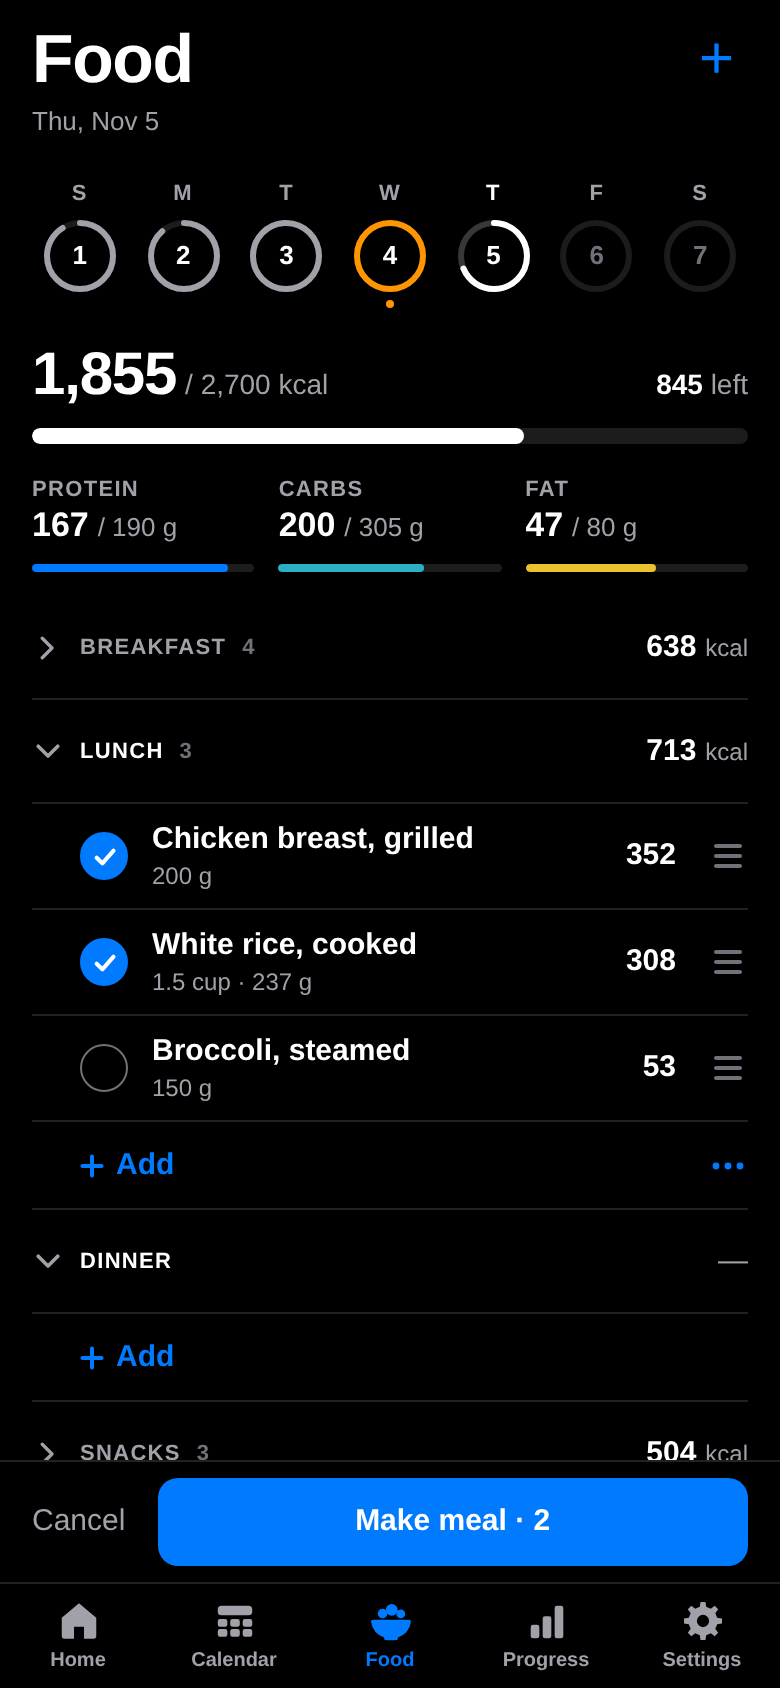 Food
Thu, Nov 5
S M T W T F S
1 2 3 4 5 6 7
1,855 / 2,700 kcal 845 left
PROTEIN CARBS FAT
167 / 190 g 200 / 305 g 47 / 80 g
BREAKFAST 4 638 kcal
LUNCH 3 713 kcal
Chicken breast, grilled 352
200 g
White rice, cooked 308
1.5 cup · 237 g
Broccoli, steamed 53
150 g
+ Add
DINNER —
+ Add
SNACKS 3 504 kcal
Cancel Make meal · 2
Home Calendar Food Progress Settings